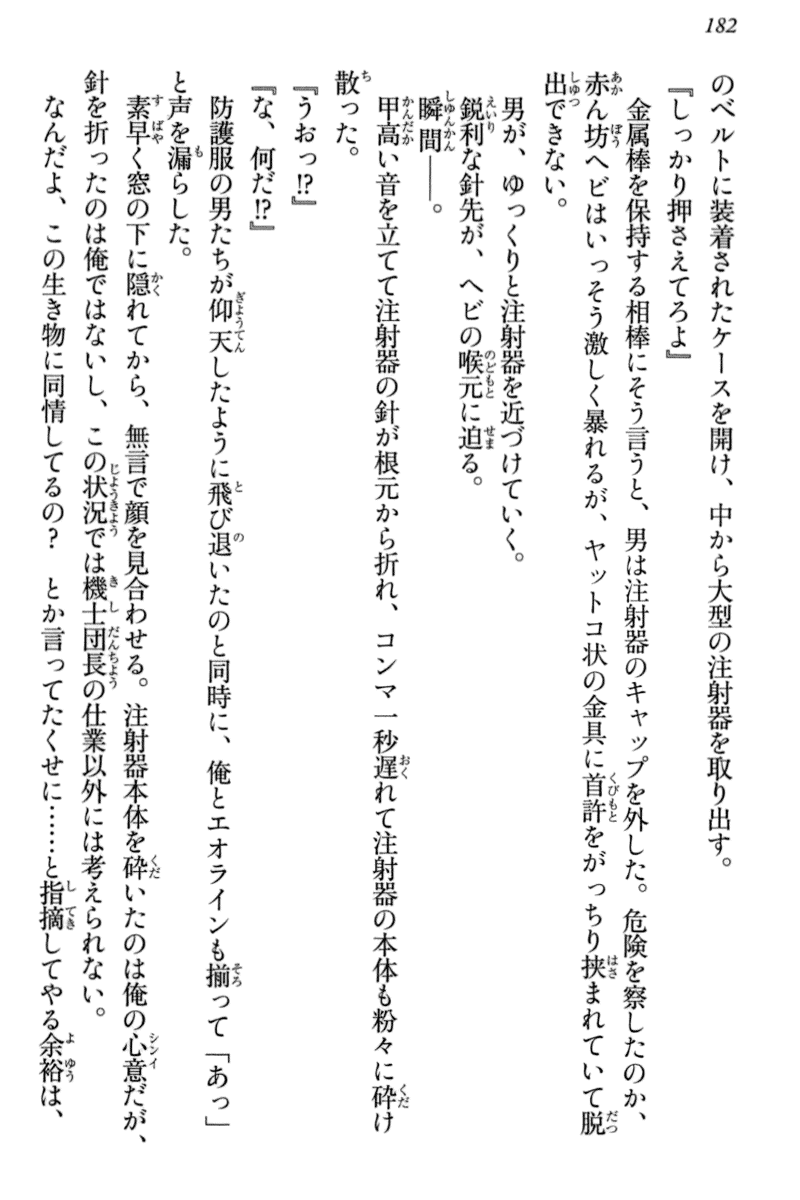 182
のベルトに装着されたケースを開け、中から大型の注射器を取り出す。
『しっかり押さえてろよ』
金属棒を保持する相棒にそう言うと、男は注射器のキャップを外した。危険を察したのか、
赤ん坊ヘビはいっそう激しく暴れるが、ヤットコ状の金具に首許をがっちり挟まれていて脱
出できない。
男が、ゆっくりと注射器を近づけていく。
鋭利な針先が、ヘビの喉元に迫る。
瞬間――。
甲高い音を立てて注射器の針が根元から折れ、コンマ一秒遅れて注射器の本体も粉々に砕け
散った。
『うおっ!?』
『な、何だ!?』
防護服の男たちが仰天したように飛び退いたのと同時に、俺とエオラインも揃って「あっ」
と声を漏らした。
素早く窓の下に隠れてから、無言で顔を見合わせる。注射器本体を砕いたのは俺の心意だが、
針を折ったのは俺ではないし、この状況では機士団長の仕業以外には考えられない。
なんだよ、この生き物に同情してるの？　とか言ってたくせに……と指摘してやる余裕は、